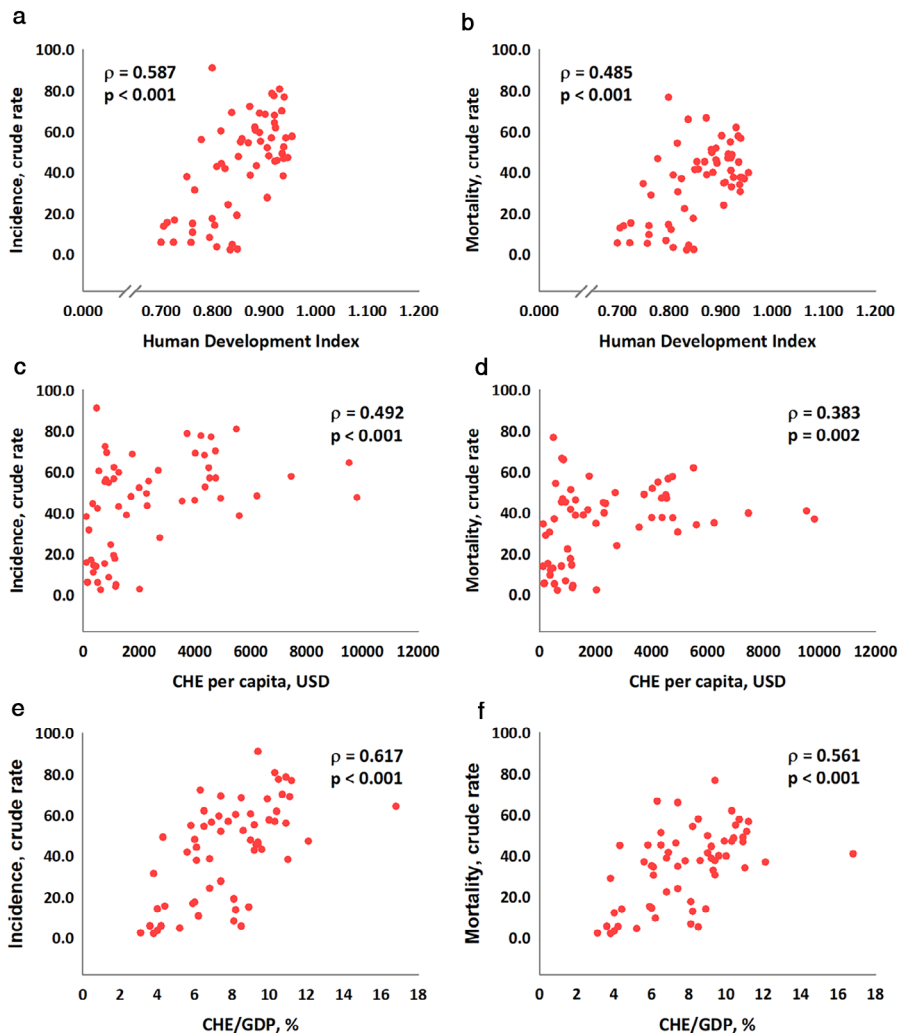 a
Incidence, crude rate
100.0
80.0
60.0
40.0
20.0
0.0
ρ = 0.587
p < 0.001
0.000
0.700
0.800
0.900
1.000
1.100
1.200
Human Development Index
b
Mortality, crude rate
100.0
80.0
60.0
40.0
20.0
0.0
ρ = 0.485
p < 0.001
0.000
0.700
0.800
0.900
1.000
1.100
1.200
Human Development Index
c
Incidence, crude rate
100.0
80.0
60.0
40.0
20.0
0.0
ρ = 0.492
p < 0.001
0
2000
4000
6000
8000
10000
12000
CHE per capita, USD
d
Mortality, crude rate
100.0
80.0
60.0
40.0
20.0
0.0
ρ = 0.383
p = 0.002
0
2000
4000
6000
8000
10000
12000
CHE per capita, USD
e
Incidence, crude rate
100.0
80.0
60.0
40.0
20.0
0.0
ρ = 0.617
p < 0.001
0
2
4
6
8
10
12
14
16
18
CHE/GDP, %
f
Mortality, crude rate
100.0
80.0
60.0
40.0
20.0
0.0
ρ = 0.561
p < 0.001
0
2
4
6
8
10
12
14
16
18
CHE/GDP, %